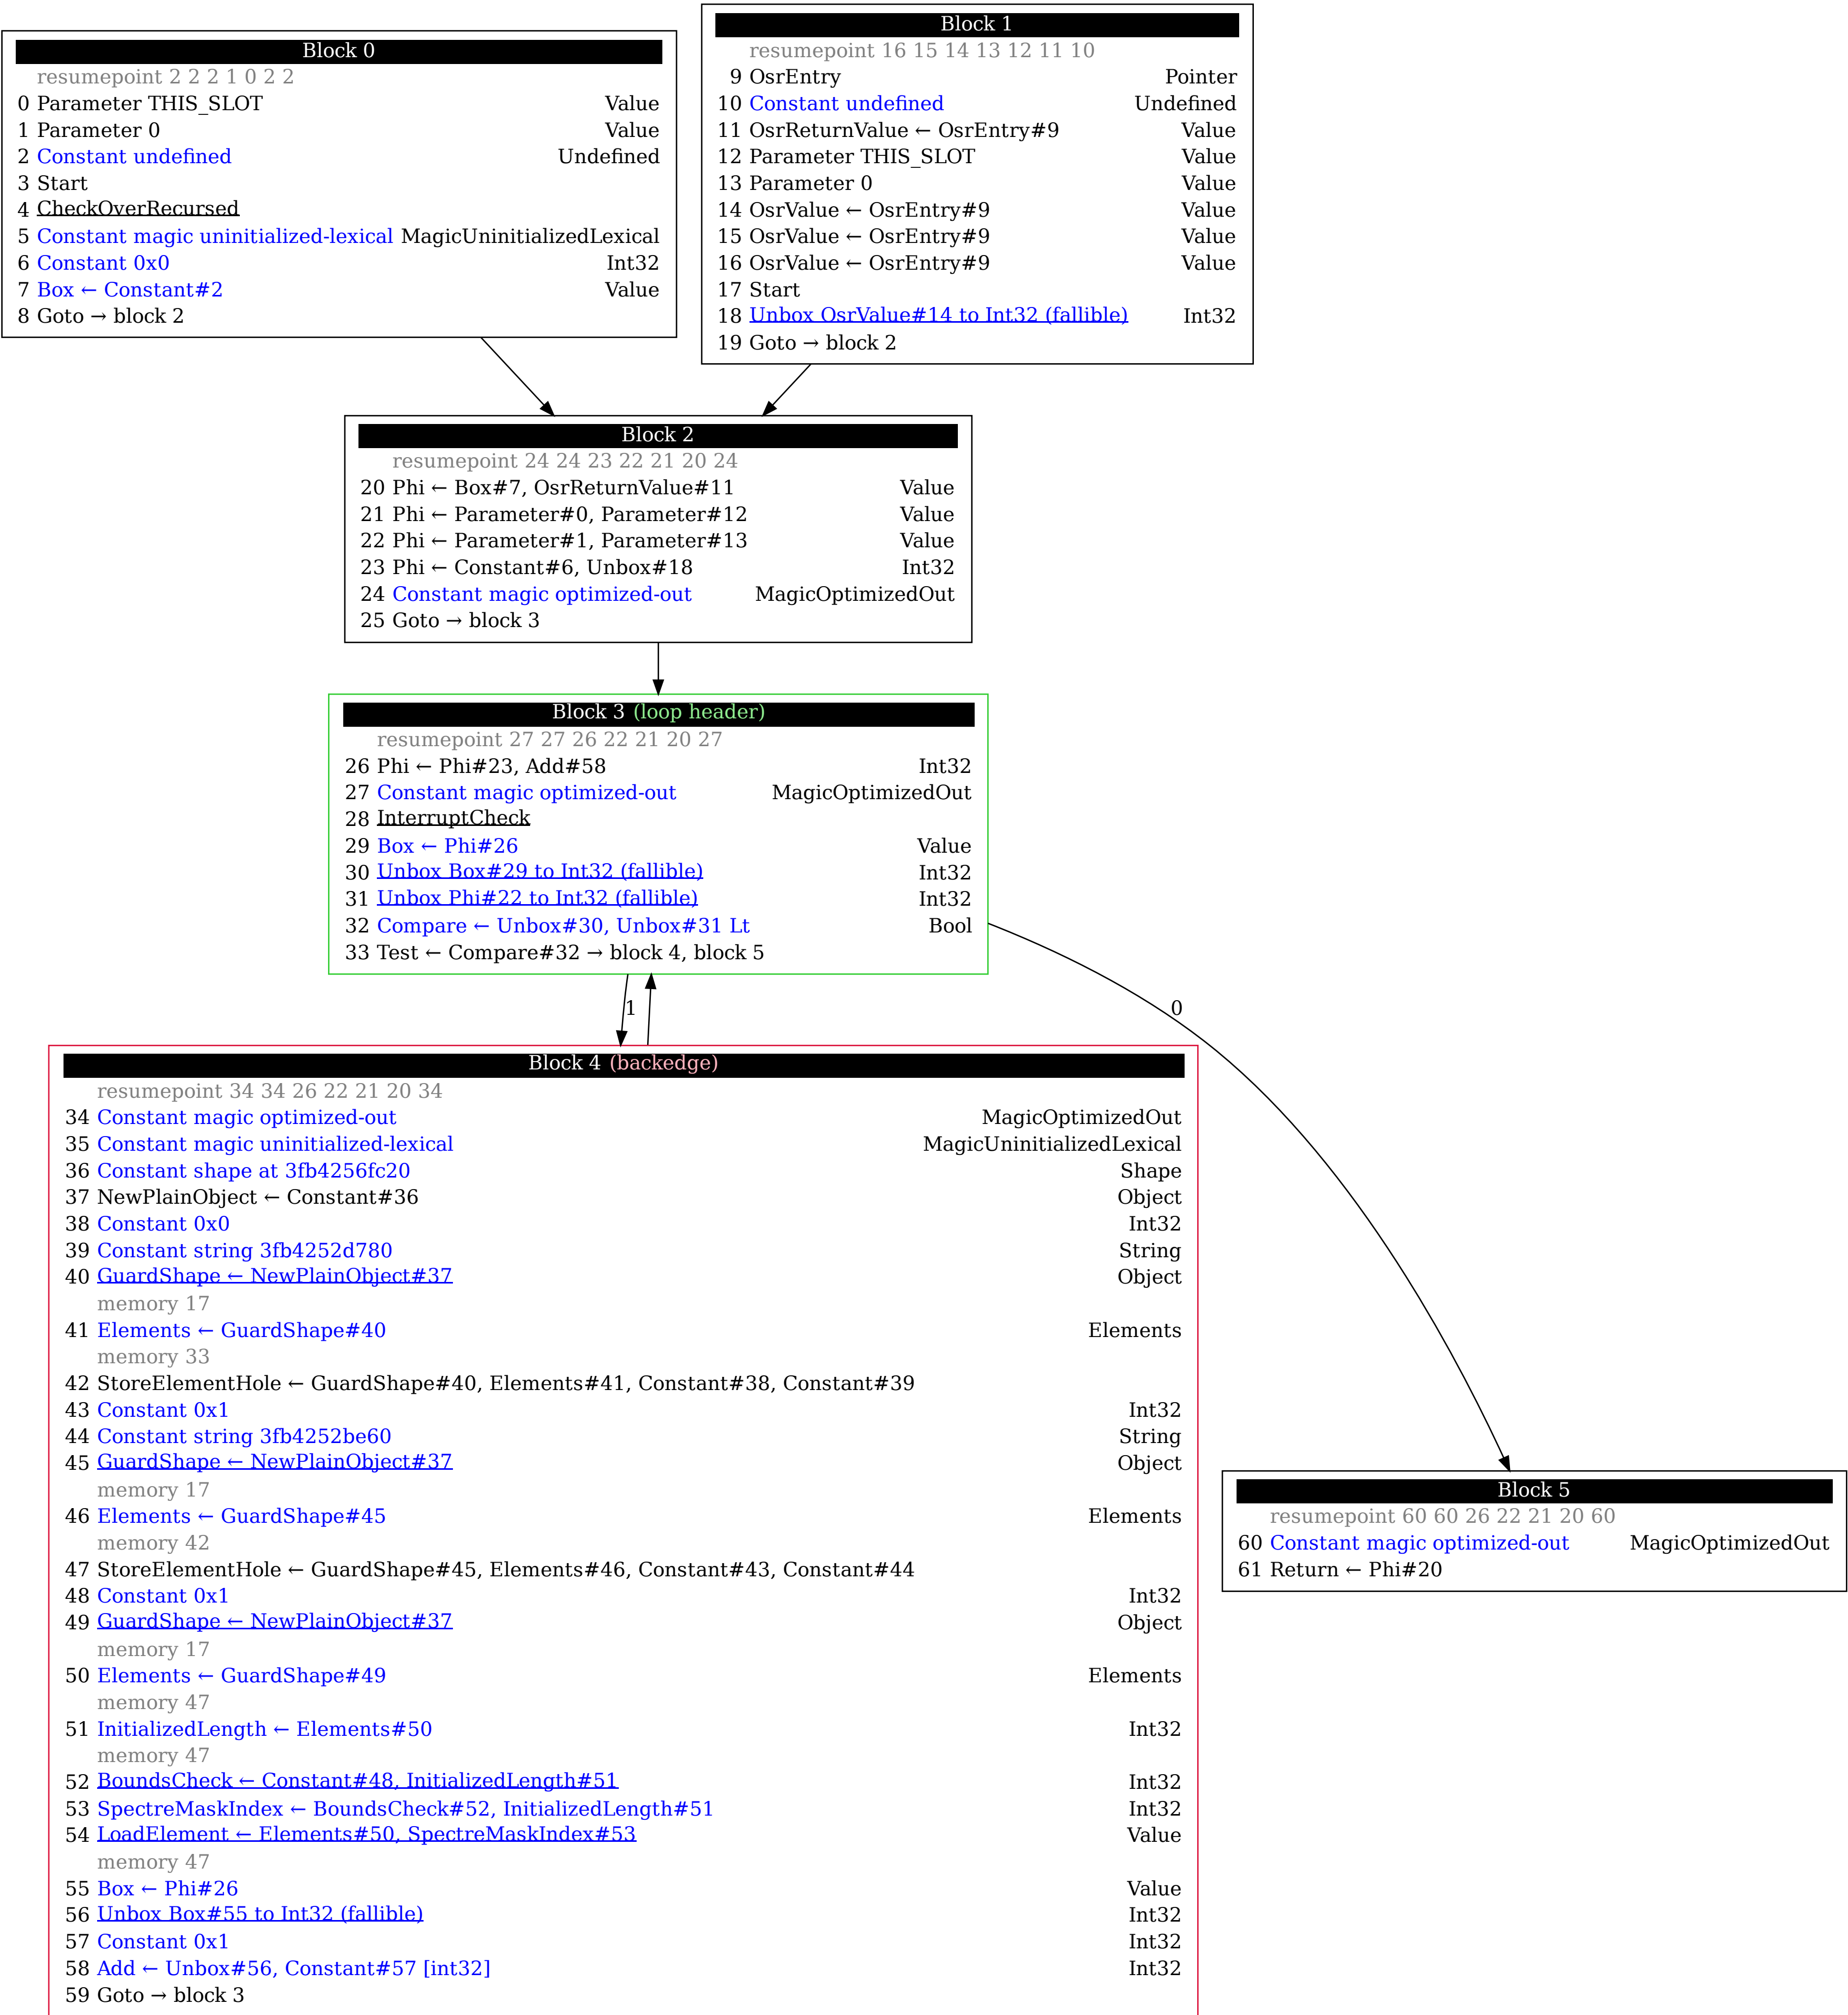 Block 0
resumepoint 2 2 2 1 0 2 2
0 Parameter THIS_SLOT Value
1 Parameter 0 Value
2 Constant undefined Undefined
3 Start
4 CheckOverRecursed
5 Constant magic uninitialized-lexical MagicUninitializedLexical
6 Constant 0x0 Int32
7 Box ← Constant#2 Value
8 Goto → block 2
Block 1
resumepoint 16 15 14 13 12 11 10
9 OsrEntry Pointer
10 Constant undefined Undefined
11 OsrReturnValue ← OsrEntry#9 Value
12 Parameter THIS_SLOT Value
13 Parameter 0 Value
14 OsrValue ← OsrEntry#9 Value
15 OsrValue ← OsrEntry#9 Value
16 OsrValue ← OsrEntry#9 Value
17 Start
18 Unbox OsrValue#14 to Int32 (fallible) Int32
19 Goto → block 2
Block 2
resumepoint 24 24 23 22 21 20 24
20 Phi ← Box#7, OsrReturnValue#11 Value
21 Phi ← Parameter#0, Parameter#12 Value
22 Phi ← Parameter#1, Parameter#13 Value
23 Phi ← Constant#6, Unbox#18 Int32
24 Constant magic optimized-out MagicOptimizedOut
25 Goto → block 3
Block 3 (loop header)
resumepoint 27 27 26 22 21 20 27
26 Phi ← Phi#23, Add#58 Int32
27 Constant magic optimized-out MagicOptimizedOut
28 InterruptCheck
29 Box ← Phi#26 Value
30 Unbox Box#29 to Int32 (fallible) Int32
31 Unbox Phi#22 to Int32 (fallible) Int32
32 Compare ← Unbox#30, Unbox#31 Lt Bool
33 Test ← Compare#32 → block 4, block 5
1
0
Block 4 (backedge)
resumepoint 34 34 26 22 21 20 34
34 Constant magic optimized-out MagicOptimizedOut
35 Constant magic uninitialized-lexical MagicUninitializedLexical
36 Constant shape at 3fb4256fc20 Shape
37 NewPlainObject ← Constant#36 Object
38 Constant 0x0 Int32
39 Constant string 3fb4252d780 String
40 GuardShape ← NewPlainObject#37 Object
memory 17
41 Elements ← GuardShape#40 Elements
memory 33
42 StoreElementHole ← GuardShape#40, Elements#41, Constant#38, Constant#39
43 Constant 0x1 Int32
44 Constant string 3fb4252be60 String
45 GuardShape ← NewPlainObject#37 Object
memory 17
46 Elements ← GuardShape#45 Elements
memory 42
47 StoreElementHole ← GuardShape#45, Elements#46, Constant#43, Constant#44
48 Constant 0x1 Int32
49 GuardShape ← NewPlainObject#37 Object
memory 17
50 Elements ← GuardShape#49 Elements
memory 47
51 InitializedLength ← Elements#50 Int32
memory 47
52 BoundsCheck ← Constant#48, InitializedLength#51 Int32
53 SpectreMaskIndex ← BoundsCheck#52, InitializedLength#51 Int32
54 LoadElement ← Elements#50, SpectreMaskIndex#53 Value
memory 47
55 Box ← Phi#26 Value
56 Unbox Box#55 to Int32 (fallible) Int32
57 Constant 0x1 Int32
58 Add ← Unbox#56, Constant#57 [int32] Int32
59 Goto → block 3
Block 5
resumepoint 60 60 26 22 21 20 60
60 Constant magic optimized-out MagicOptimizedOut
61 Return ← Phi#20